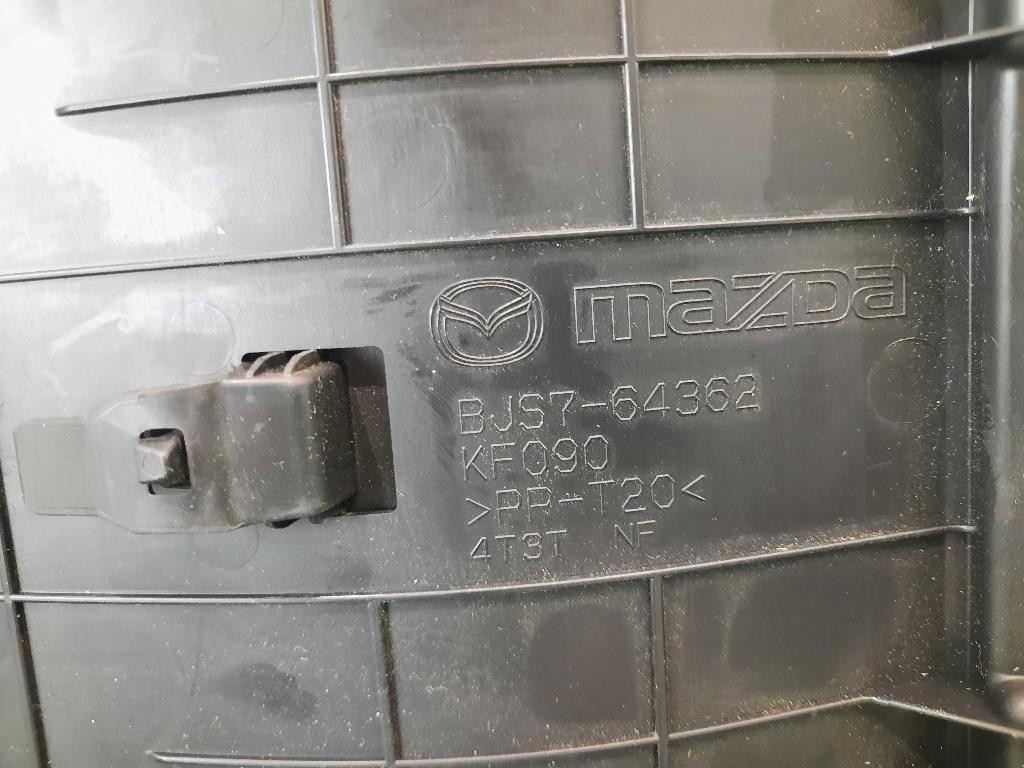 mazda
BJS7-64362
KF090
>PP-T20<
4T3T NF